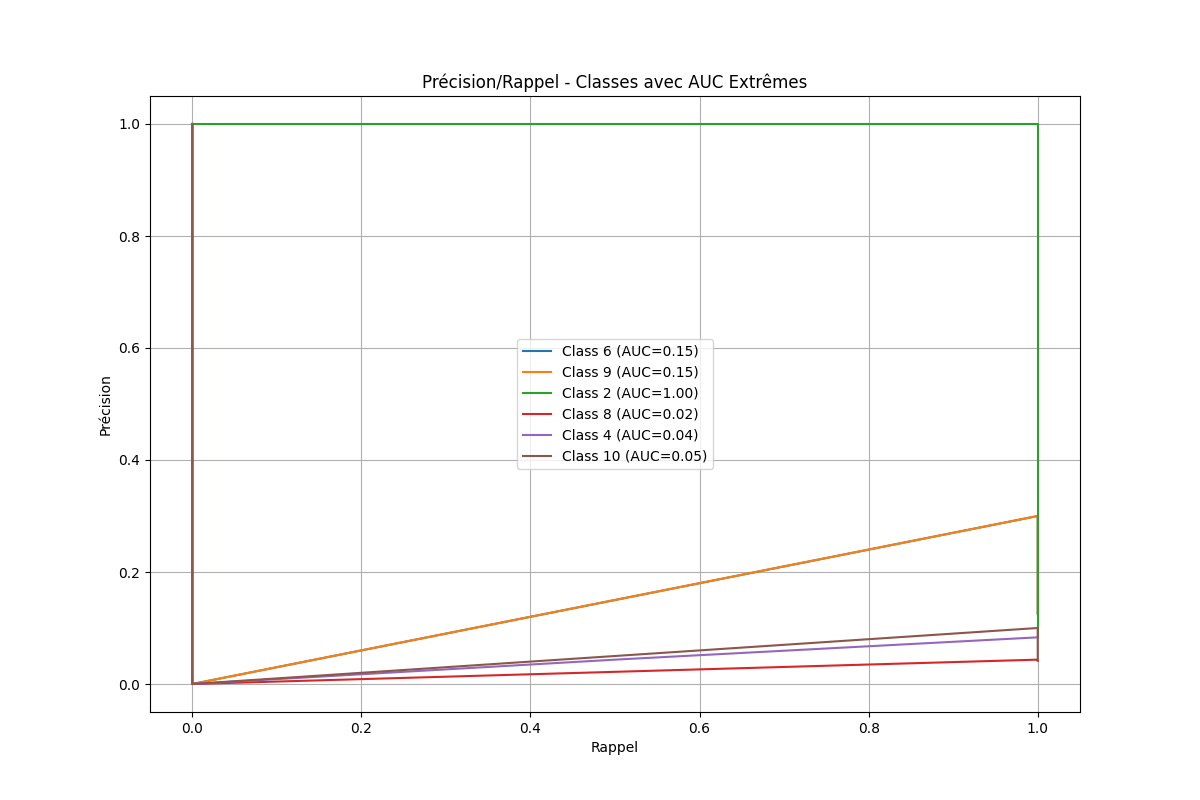 Précision/Rappel - Classes avec AUC Extrêmes
1.0
0.8
0.6
0.4
0.2
0.0
Précision
Class 6 (AUC=0.15)
Class 9 (AUC=0.15)
Class 2 (AUC=1.00)
Class 8 (AUC=0.02)
Class 4 (AUC=0.04)
Class 10 (AUC=0.05)
0.0 0.2 0.4 0.6 0.8 1.0
Rappel